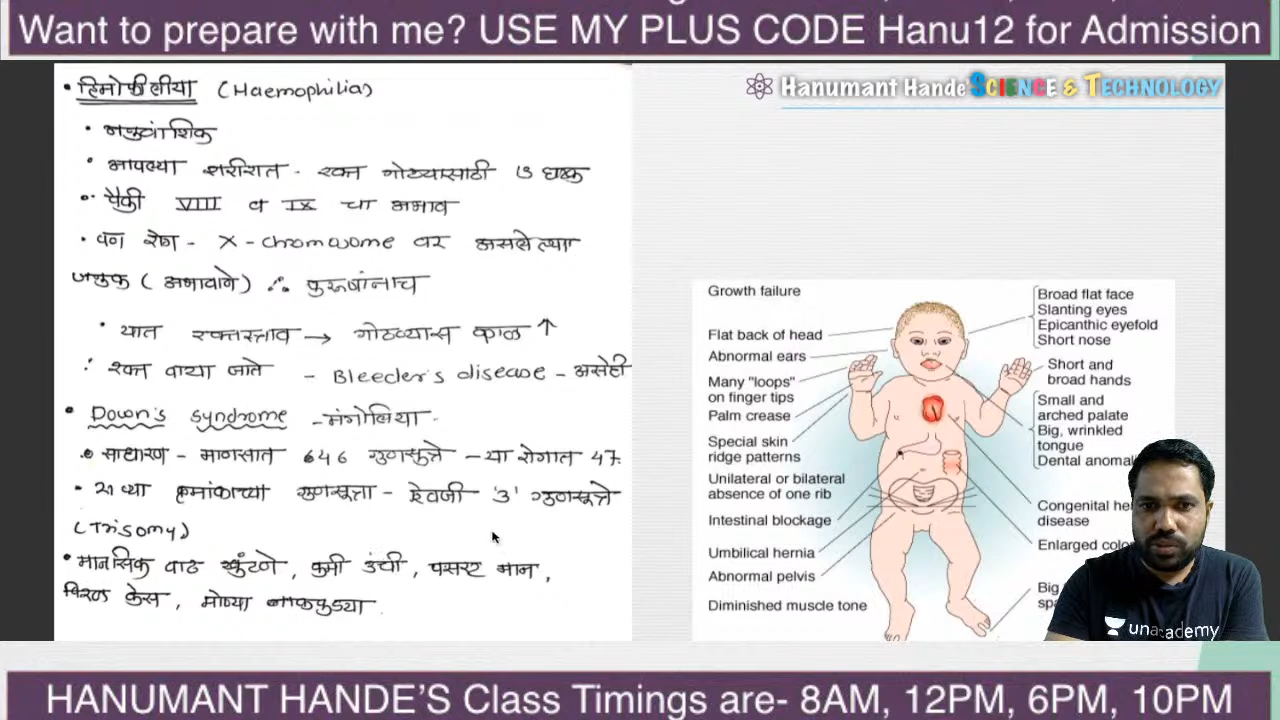 Want to prepare with me? USE MY PLUS CODE Hanu12 for Admission
• हिमोफीलीया (Haemophilia)
• अनुवांशिक
• आपल्या शरीरात - रक्त गोठण्यासाठी 13 घटक
• पैकी VIII व IX चा अभाव
• वण रोग - X-chromosome वर असलेल्या
जनुक (अभावाने) ∴ पुरुषांनाच
• यात रक्तस्त्राव → गोठण्यास काळ ↑
∴ रक्त वाया जाते - Bleeder's disease - असेही
• Down's syndrome - मंगोलिया
• साधारण - माणसात 46 गुणसूत्रे - या रोगात 47
• 21 व्या क्रमांकाच्या गुणसूत्रा - ऐवजी '3' गुणसूत्रे
(Trisomy)
• मानसिक वाढ खुंटणे, कमी उंची, पसरट मान,
विरळ केस, मोठ्या नाकपुड्या
Hanumant Hande SCIENCE & TECHNOLOGY
Growth failure
Flat back of head
Abnormal ears
Many "loops"
on finger tips
Palm crease
Special skin
ridge patterns
Unilateral or bilateral
absence of one rib
Intestinal blockage
Umbilical hernia
Abnormal pelvis
Diminished muscle tone
Broad flat face
Slanting eyes
Epicanthic eyefold
Short nose
Short and
broad hands
Small and
arched palate
Big, wrinkled
tongue
Dental anomal
Congenital he
disease
Enlarged colo
Big
spa
unacademy
HANUMANT HANDE'S Class Timings are- 8AM, 12PM, 6PM, 10PM